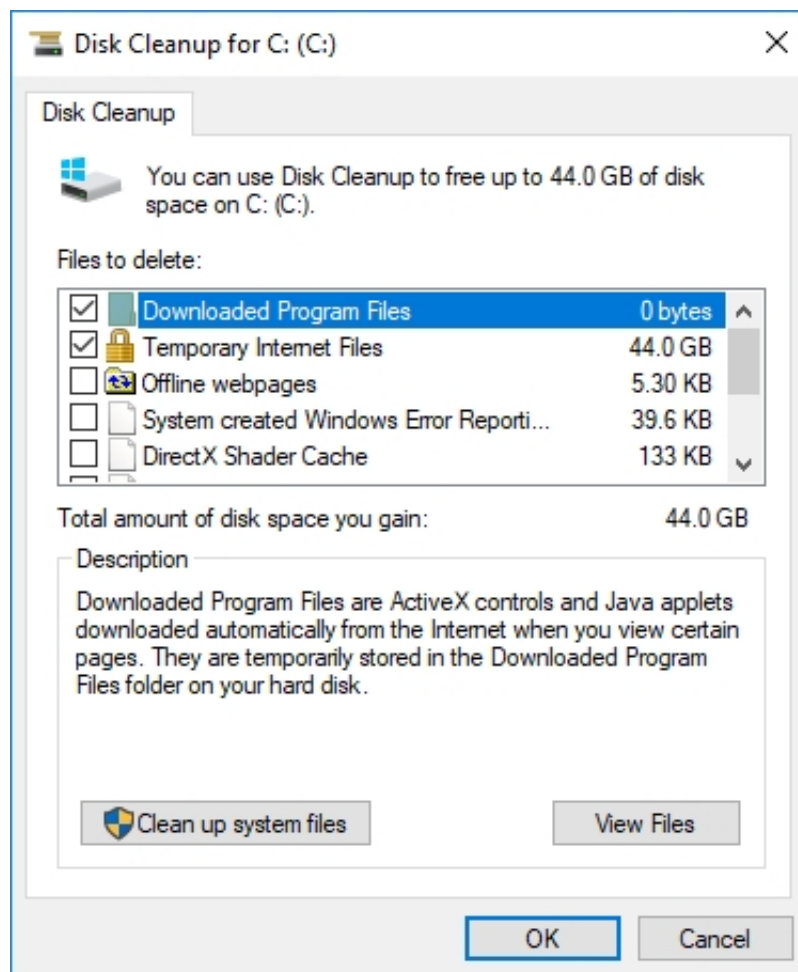 Disk Cleanup for C: (C:)
Disk Cleanup
You can use Disk Cleanup to free up to 44.0 GB of disk
space on C: (C:).
Files to delete:
Downloaded Program Files 0 bytes
Temporary Internet Files 44.0 GB
Offline webpages 5.30 KB
System created Windows Error Reporti... 39.6 KB
DirectX Shader Cache 133 KB
Total amount of disk space you gain: 44.0 GB
Description
Downloaded Program Files are ActiveX controls and Java applets
downloaded automatically from the Internet when you view certain
pages. They are temporarily stored in the Downloaded Program
Files folder on your hard disk.
Clean up system files View Files
OK Cancel